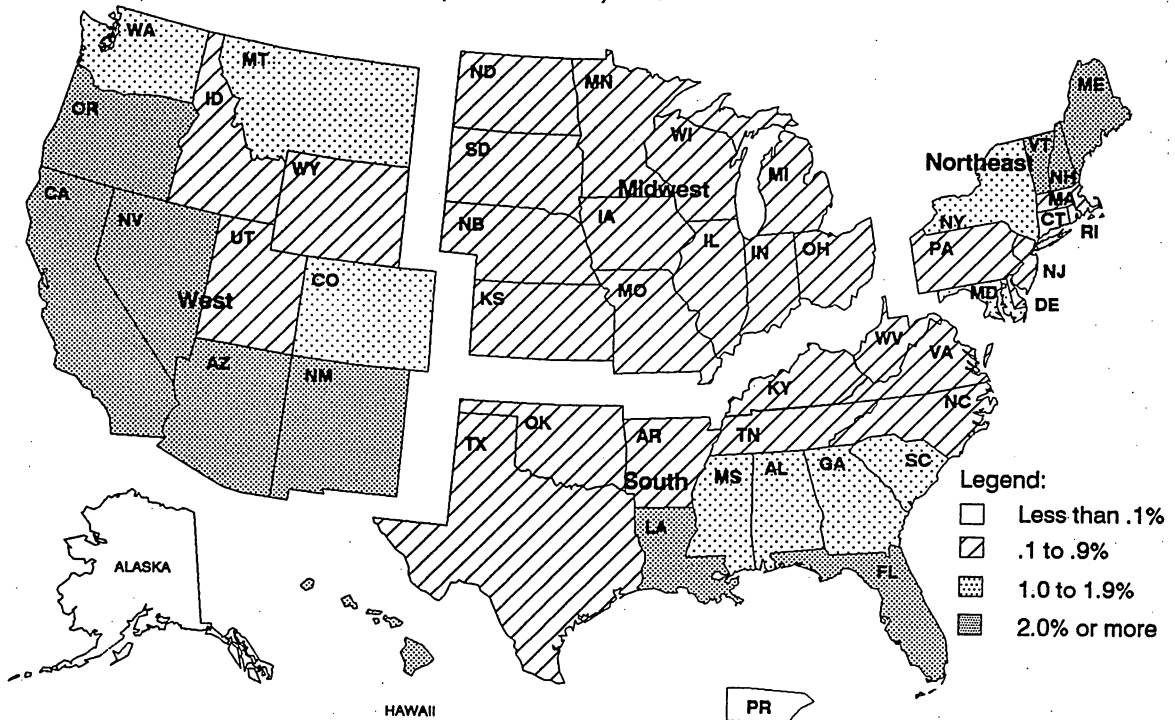 WA
MT
ND
MN
ME
OR
ID
WI
VT
SD
Northeast
WY
MI
NH
CA
Midwest
MA
NV
NB
IA
NY
CT
RI
UT
IL
IN
OH
PA
CO
NJ
West
KS
MO
MD
DE
WV
VA
AZ
NM
KY
NC
OK
TX
AR
TN
SC
South
MS
AL
GA
Legend:
Less than .1%
.1 to .9%
1.0 to 1.9%
2.0% or more
LA
FL
ALASKA
HAWAII
PR